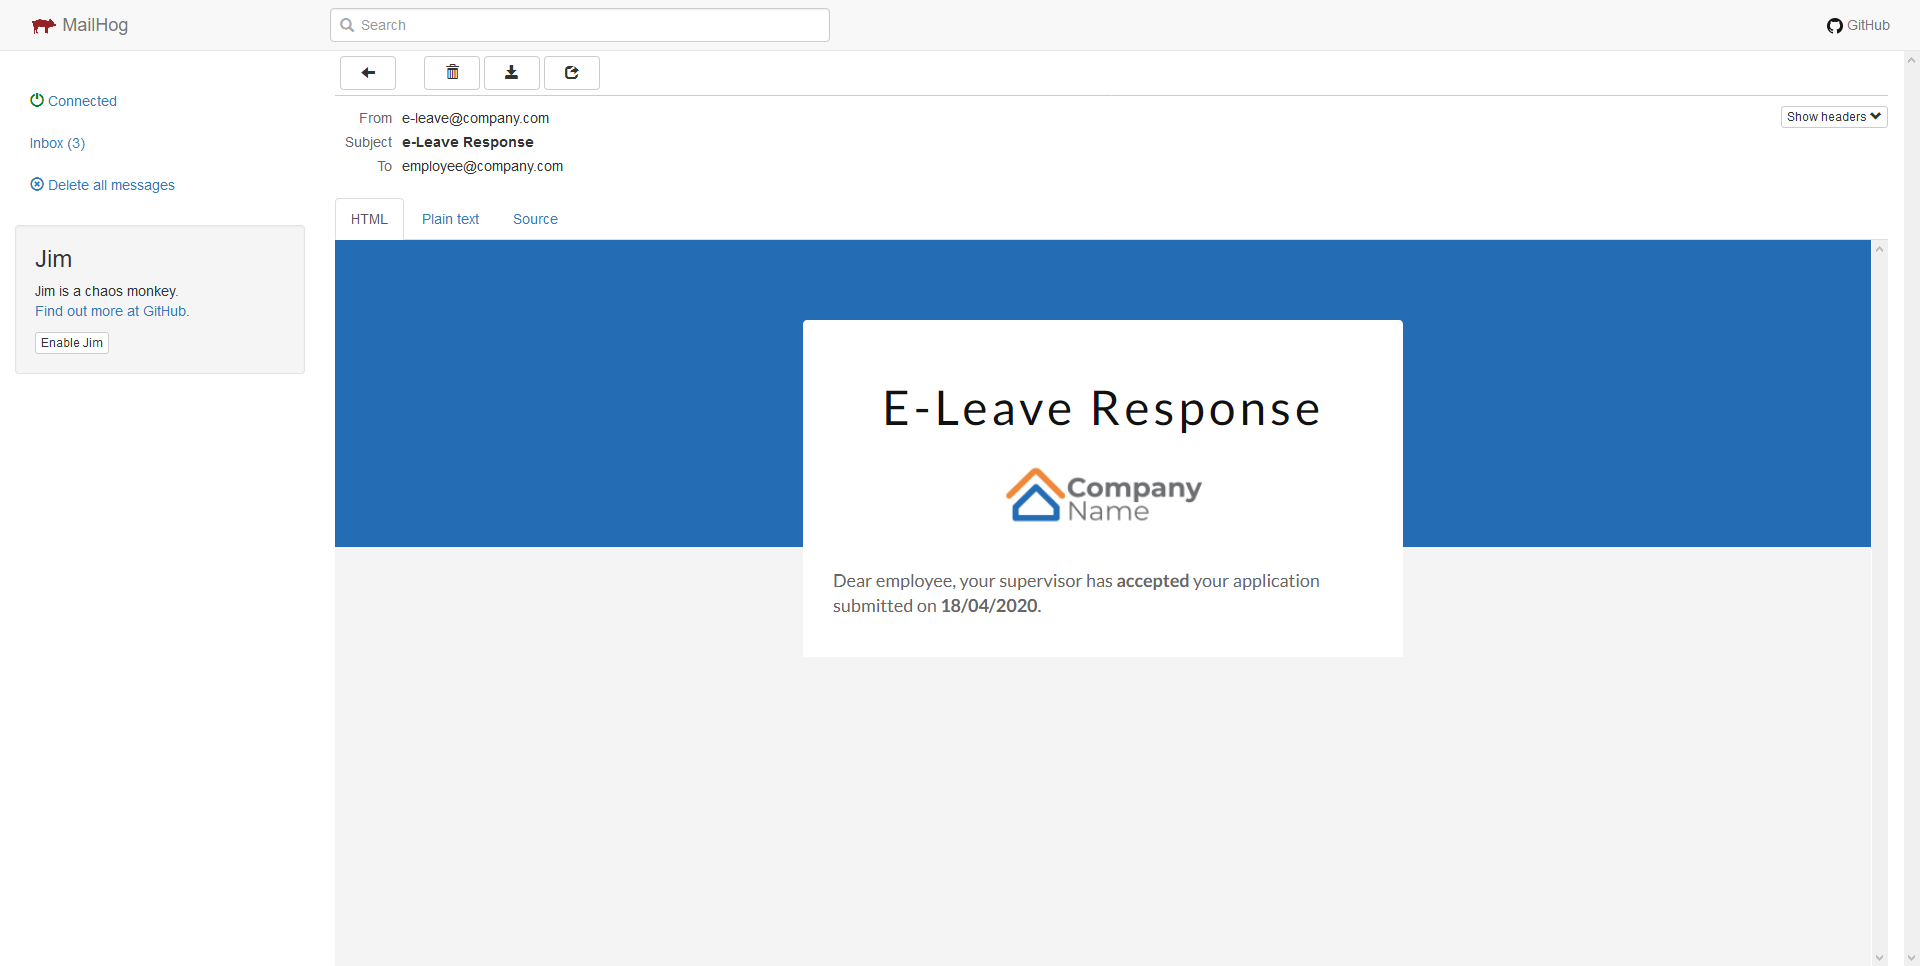 MailHog
Search
GitHub
Connected
Inbox (3)
Delete all messages
Jim
Jim is a chaos monkey.
Find out more at GitHub.
Enable Jim
From e-leave@company.com
Show headers
Subject e-Leave Response
To employee@company.com
HTML Plain text Source
E-Leave Response
Company
Name
Dear employee, your supervisor has accepted your application
submitted on 18/04/2020.